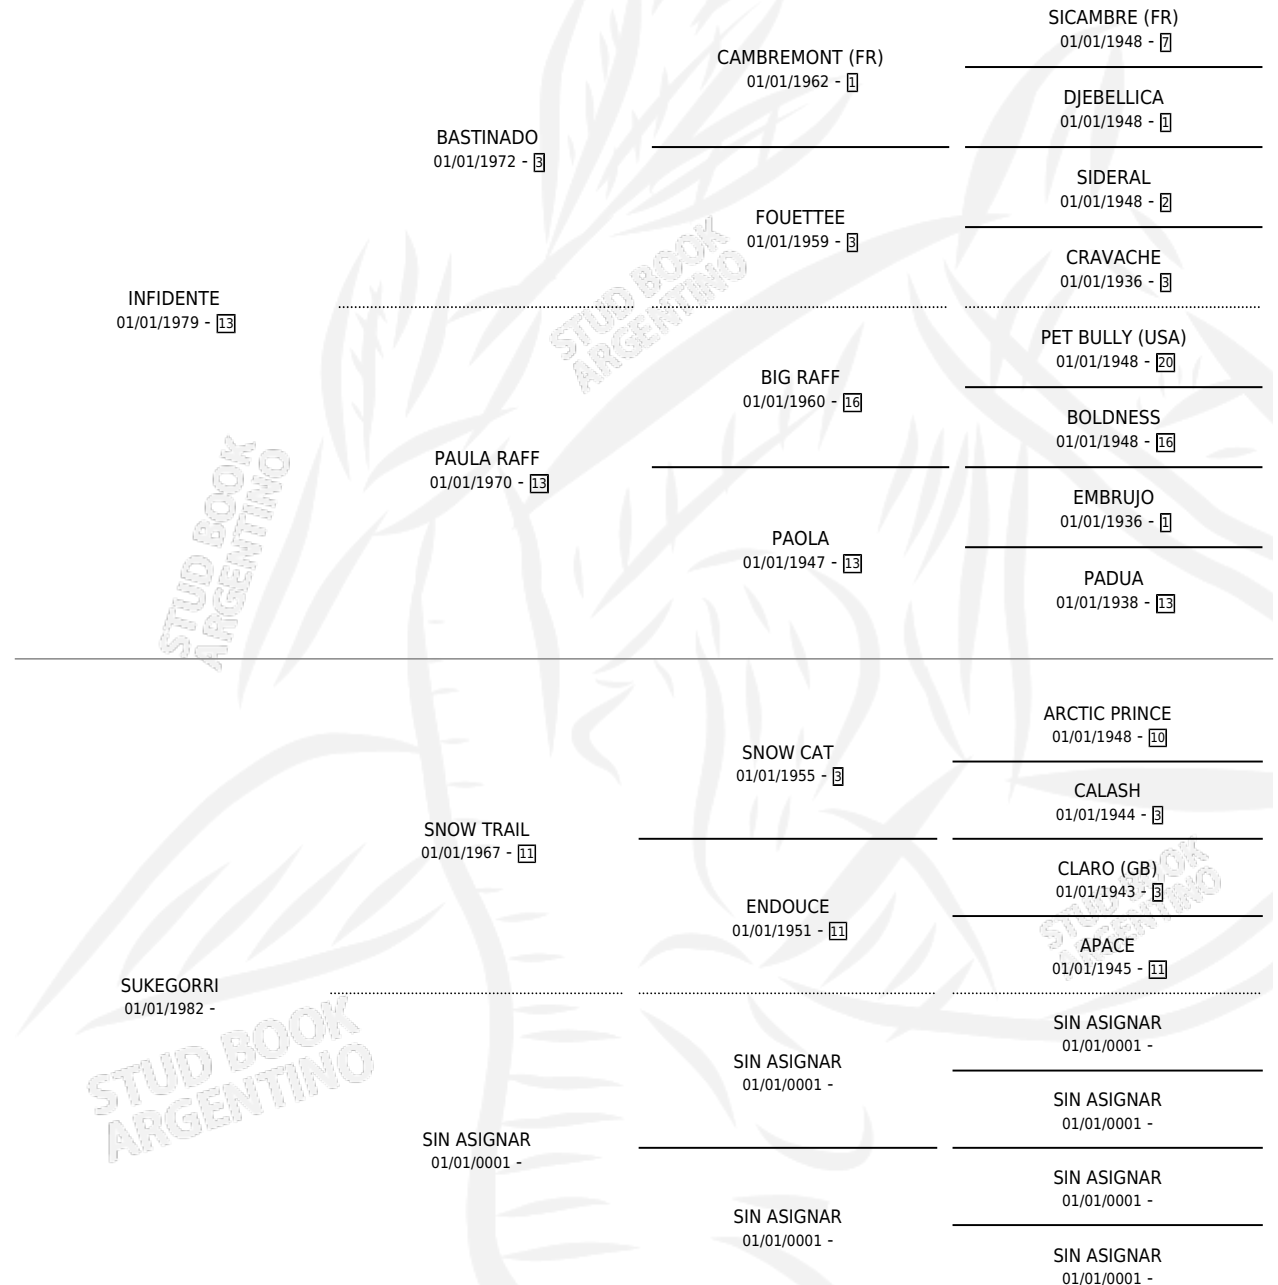 SICAMBRE (FR)
01/01/1948 - 7
CAMBREMONT (FR)
01/01/1962 - 1
DJEBELLICA
01/01/1948 - 1
BASTINADO
01/01/1972 - 3
SIDERAL
01/01/1948 - 2
FOUETTEE
01/01/1959 - 3
CRAVACHE
01/01/1936 - 3
INFIDENTE
01/01/1979 - 13
PET BULLY (USA)
01/01/1948 - 20
BIG RAFF
01/01/1960 - 16
BOLDNESS
01/01/1948 - 16
PAULA RAFF
01/01/1970 - 13
EMBRUJO
01/01/1936 - 1
PAOLA
01/01/1947 - 13
PADUA
01/01/1938 - 13
STUD BOOK
ARGENTINO
STUD BOOK
ARGENTINO
ARCTIC PRINCE
01/01/1948 - 10
SNOW CAT
01/01/1955 - 3
CALASH
01/01/1944 - 3
SNOW TRAIL
01/01/1967 - 11
CLARO (GB)
01/01/1943 - 3
ENDOUCE
01/01/1951 - 11
APACE
01/01/1945 - 11
SUKEGORRI
01/01/1982 -
SIN ASIGNAR
01/01/0001 -
SIN ASIGNAR
01/01/0001 -
SIN ASIGNAR
01/01/0001 -
SIN ASIGNAR
01/01/0001 -
SIN ASIGNAR
01/01/0001 -
SIN ASIGNAR
01/01/0001 -
SIN ASIGNAR
01/01/0001 -
STUD BOOK
ARGENTINO
STUD BOOK
ARGENTINO